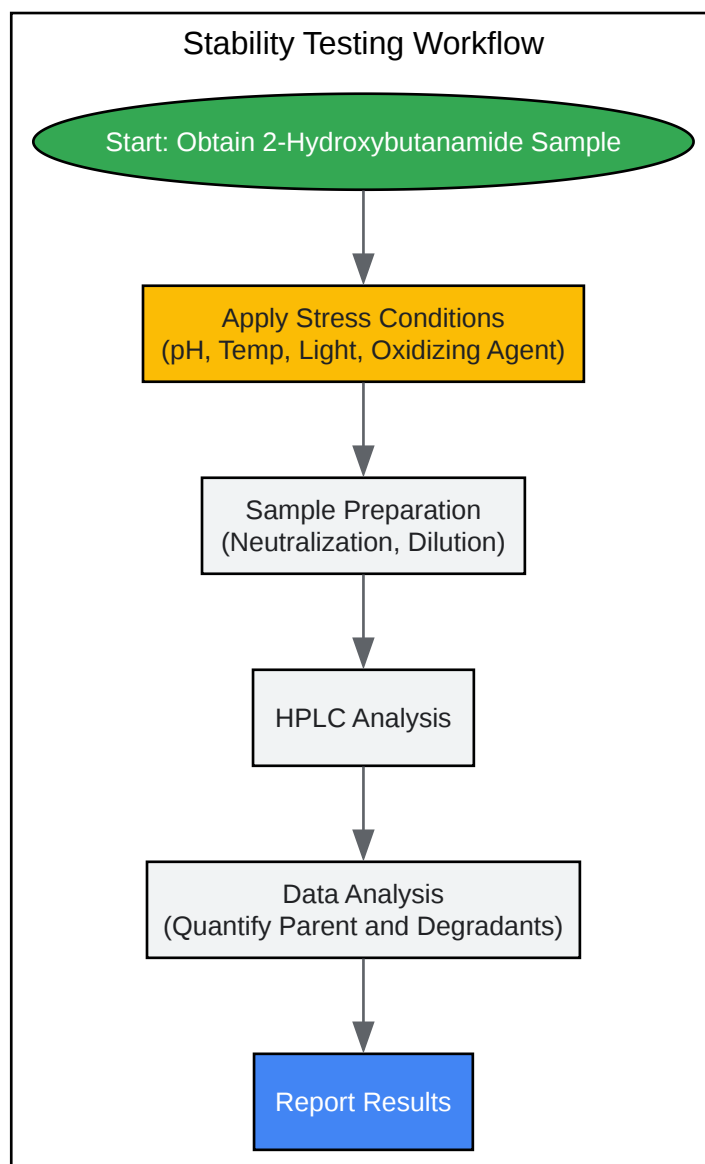 Stability Testing Workflow
Start: Obtain 2-Hydroxybutanamide Sample
Apply Stress Conditions
(pH, Temp, Light, Oxidizing Agent)
Sample Preparation
(Neutralization, Dilution)
HPLC Analysis
Data Analysis
(Quantify Parent and Degradants)
Report Results